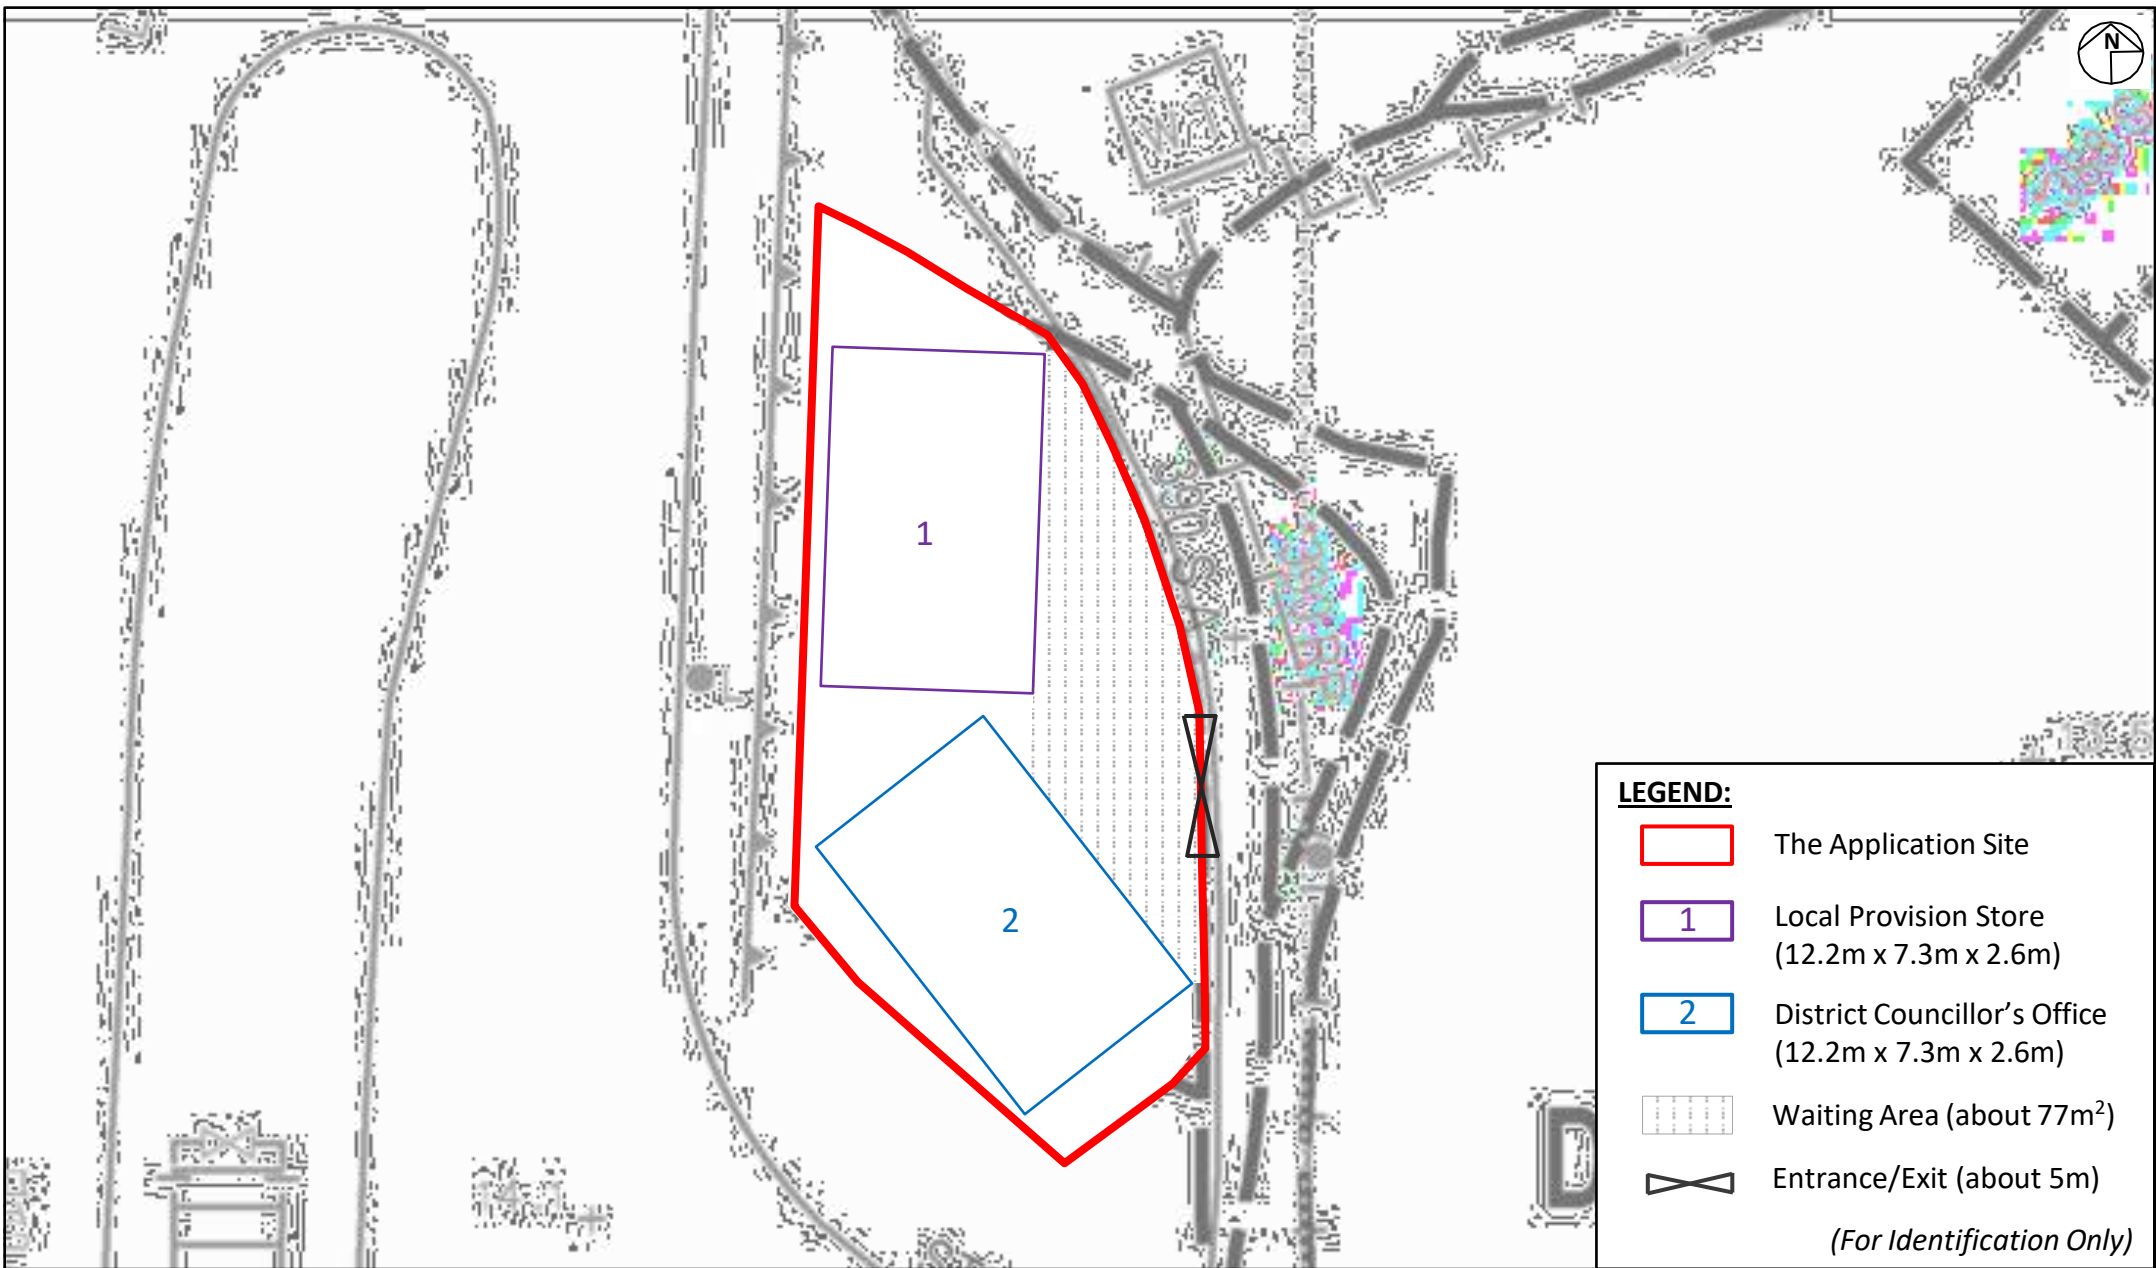 N
1
2
LEGEND:
The Application Site
1 Local Provision Store
(12.2m x 7.3m x 2.6m)
2 District Councillor’s Office
(12.2m x 7.3m x 2.6m)
Waiting Area (about 77m²)
Entrance/Exit (about 5m)
(For Identification Only)